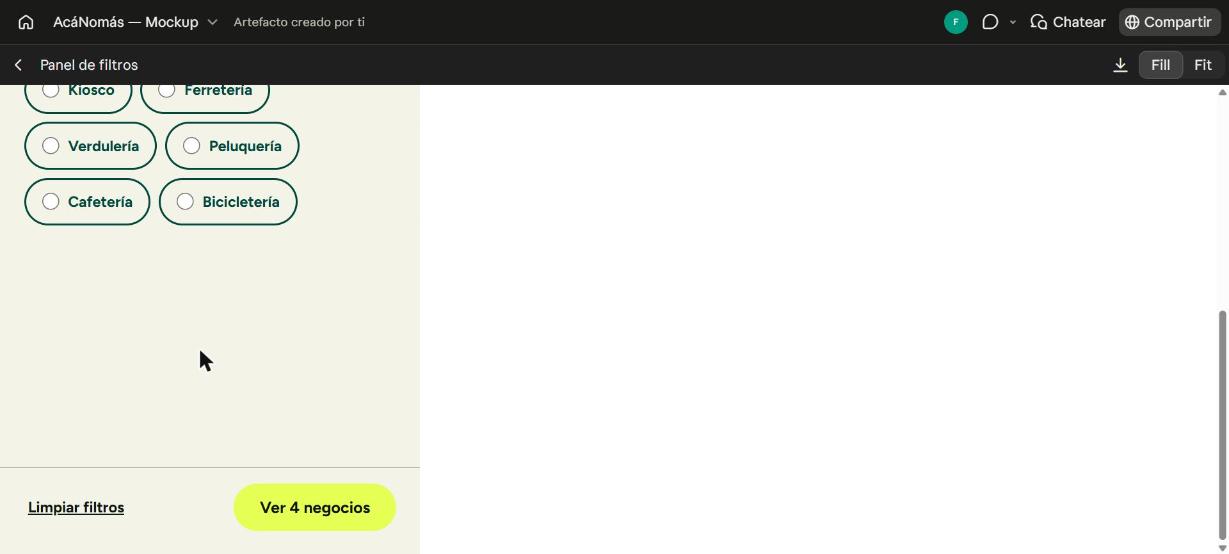 AcáNomás — Mockup Artefacto creado por ti F Chatear Compartir
Panel de filtros Fill Fit
Kiosco Ferretería
Verdulería Peluquería
Cafetería Bicicletería
Limpiar filtros Ver 4 negocios